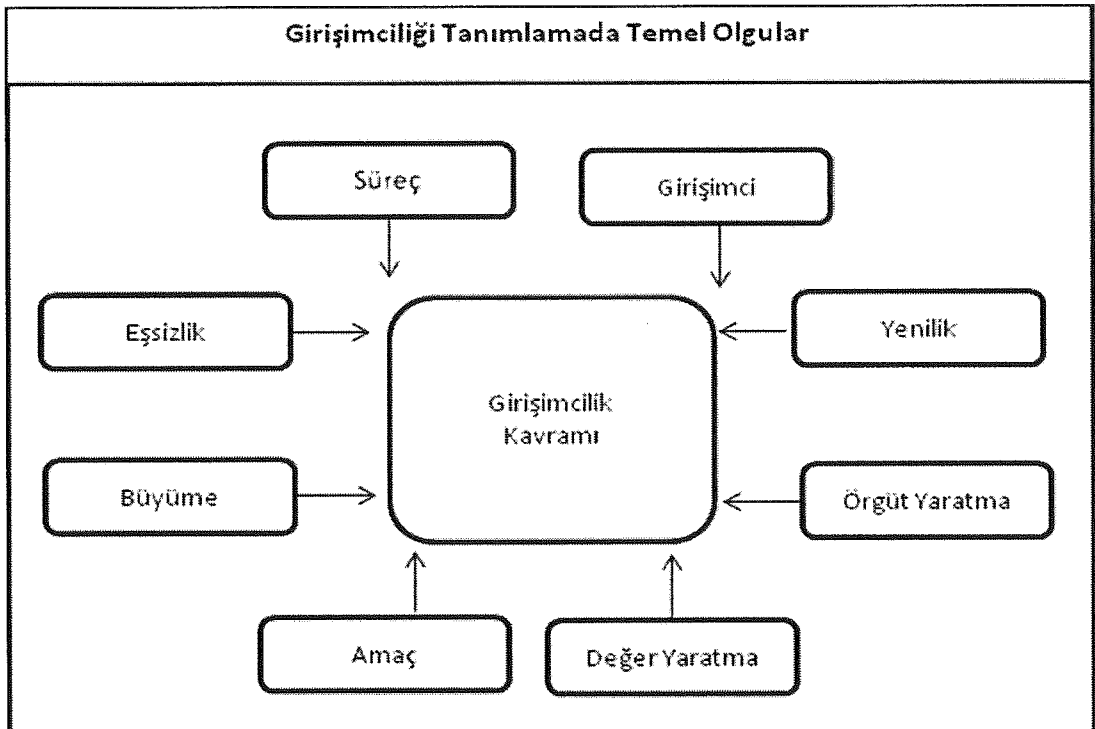 Girişimciliği Tanımlamada Temel Olgular
Süreç
Girişimci
Eşsizlik
Yenilik
Girişimcilik
Kavramı
Büyüme
Örgüt Yaratma
Amaç
Değer Yaratma